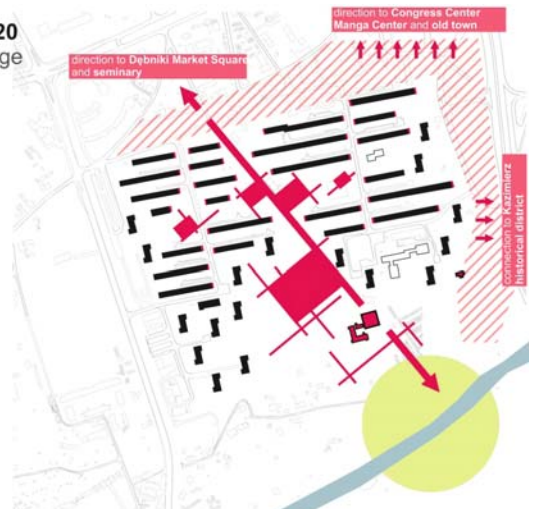 20
ge
direction to Congress Center
Manga Center and old town
direction to Dębniki Market Square
and seminary
connection to Kazimierz
historical district